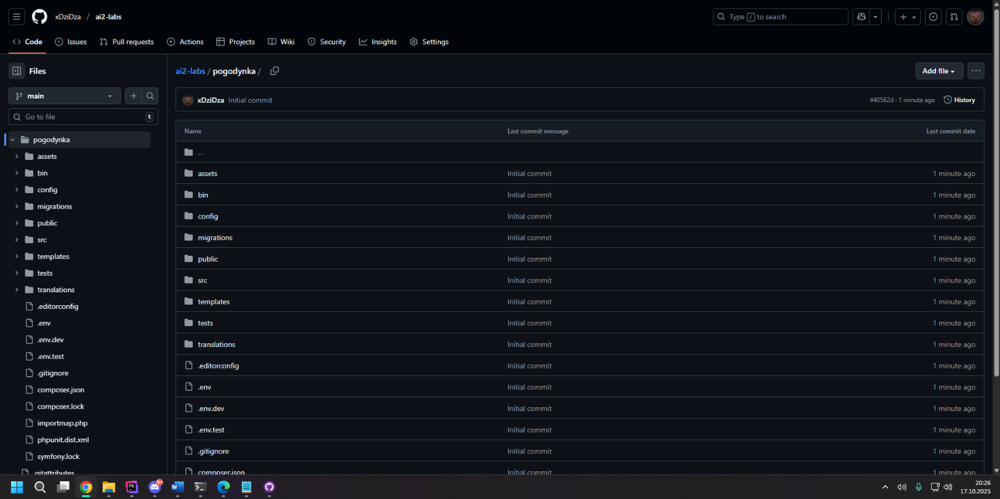 xDziDza / ai2-labs
Type / to search
Code Issues Pull requests Actions Projects Wiki Security Insights Settings
Files
ai2-labs / pogodynka /
Add file
main
xDziDza Initial commit
440562d · 1 minute ago History
Go to file t
Name Last commit message Last commit date
pogodynka
assets
bin
config
migrations
public
src
templates
tests
translations
.editorconfig
.env
.env.dev
.env.test
.gitignore
composer.json
composer.lock
importmap.php
phpunit.dist.xml
symfony.lock
.gitattributes
..
assets Initial commit 1 minute ago
bin Initial commit 1 minute ago
config Initial commit 1 minute ago
migrations Initial commit 1 minute ago
public Initial commit 1 minute ago
src Initial commit 1 minute ago
templates Initial commit 1 minute ago
tests Initial commit 1 minute ago
translations Initial commit 1 minute ago
.editorconfig Initial commit 1 minute ago
.env Initial commit 1 minute ago
.env.dev Initial commit 1 minute ago
.env.test Initial commit 1 minute ago
.gitignore Initial commit 1 minute ago
composer.json Initial commit 1 minute ago
PS
9+
W
20:26
17.10.2025